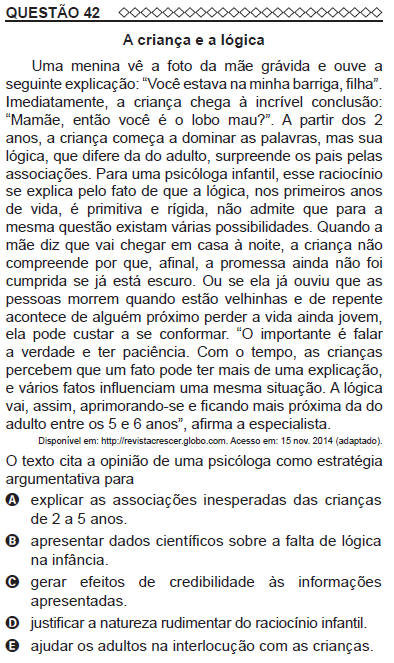 QUESTÃO 42
A criança e a lógica
Uma menina vê a foto da mãe grávida e ouve a
seguinte explicação: “Você estava na minha barriga, filha”.
Imediatamente, a criança chega à incrível conclusão:
“Mamãe, então você é o lobo mau?”. A partir dos 2
anos, a criança começa a dominar as palavras, mas sua
lógica, que difere da do adulto, surpreende os pais pelas
associações. Para uma psicóloga infantil, esse raciocínio
se explica pelo fato de que a lógica, nos primeiros anos
de vida, é primitiva e rígida, não admite que para a
mesma questão existam várias possibilidades. Quando a
mãe diz que vai chegar em casa à noite, a criança não
compreende por que, afinal, a promessa ainda não foi
cumprida se já está escuro. Ou se ela já ouviu que as
pessoas morrem quando estão velhinhas e de repente
acontece de alguém próximo perder a vida ainda jovem,
ela pode custar a se conformar. “O importante é falar
a verdade e ter paciência. Com o tempo, as crianças
percebem que um fato pode ter mais de uma explicação,
e vários fatos influenciam uma mesma situação. A lógica
vai, assim, aprimorando-se e ficando mais próxima da do
adulto entre os 5 e 6 anos”, afirma a especialista.
Disponível em: http://revistacrescer.globo.com. Acesso em: 15 nov. 2014 (adaptado).
O texto cita a opinião de uma psicóloga como estratégia
argumentativa para
A explicar as associações inesperadas das crianças
de 2 a 5 anos.
B apresentar dados científicos sobre a falta de lógica
na infância.
C gerar efeitos de credibilidade às informações
apresentadas.
D justificar a natureza rudimentar do raciocínio infantil.
E ajudar os adultos na interlocução com as crianças.